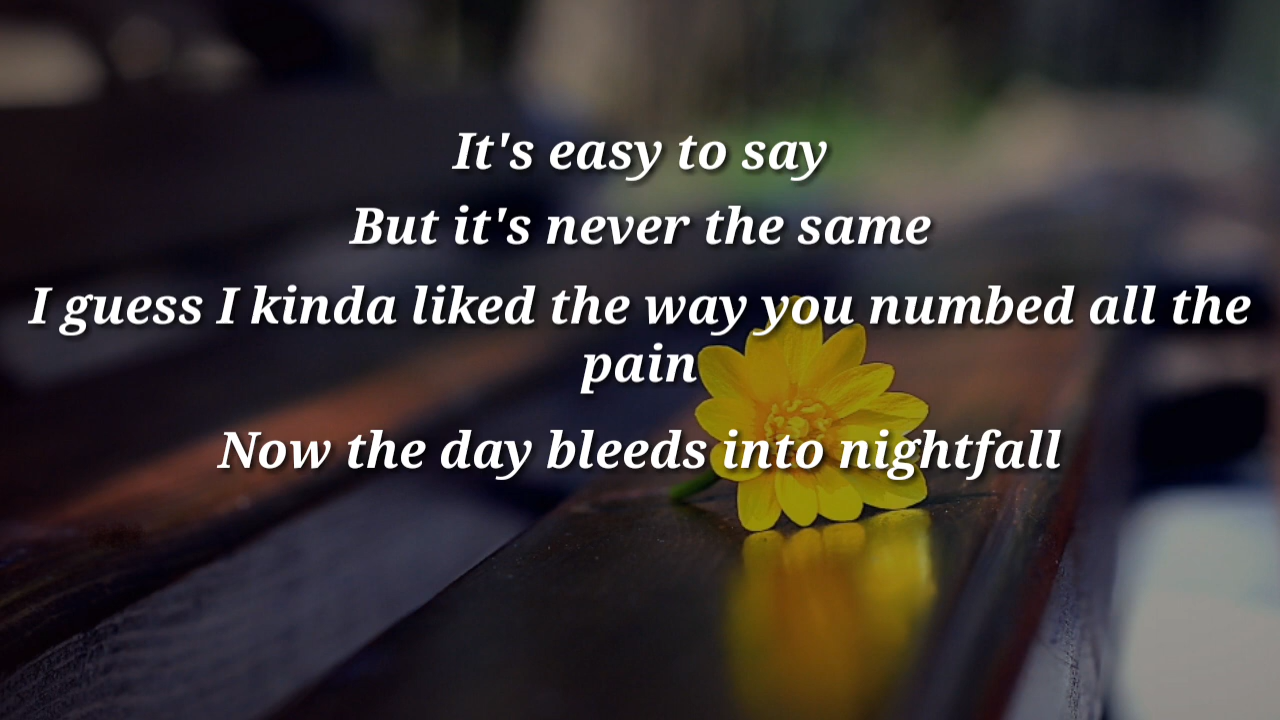 It's easy to say
But it's never the same
I guess I kinda liked the way you numbed all the
pain
Now the day bleeds into nightfall